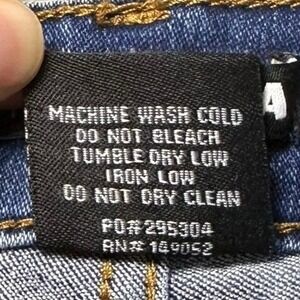 MACHINE WASH COLD
DO NOT BLEACH
TUMBLE DRY LOW
IRON LOW
DO NOT DRY CLEAN
PO# 295304
RN# 149052
4